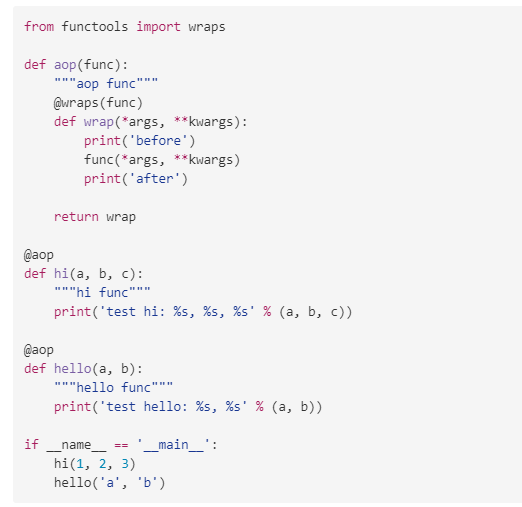 from functools import wraps

def aop(func):
    """aop func"""
    @wraps(func)
    def wrap(*args, **kwargs):
        print('before')
        func(*args, **kwargs)
        print('after')

    return wrap

@aop
def hi(a, b, c):
    """hi func"""
    print('test hi: %s, %s, %s' % (a, b, c))

@aop
def hello(a, b):
    """hello func"""
    print('test hello: %s, %s' % (a, b))

if __name__ == '__main__':
    hi(1, 2, 3)
    hello('a', 'b')